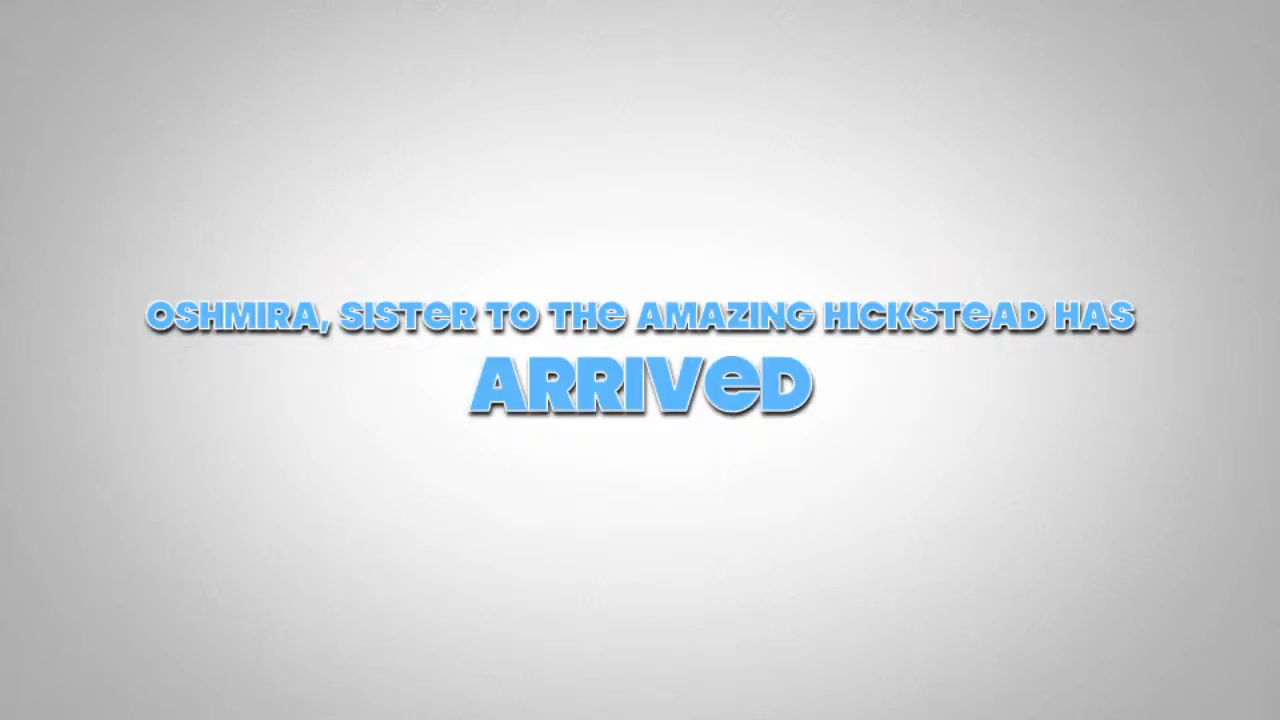 OSHMIRA, SISTeR TO THe AMAZING HICKSTeAD HAS
ARRIVeD